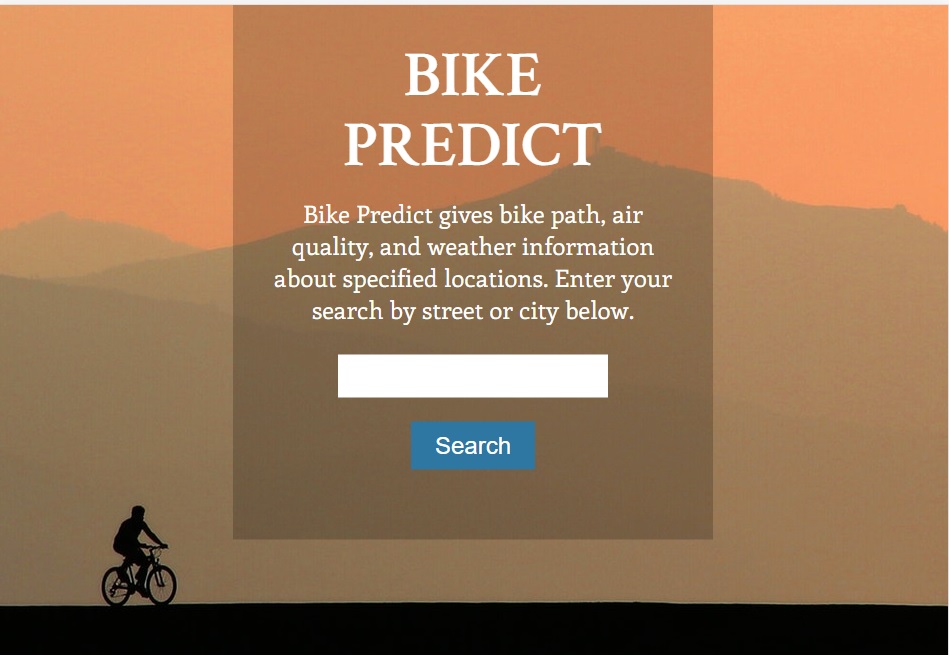 BIKE
PREDICT
Bike Predict gives bike path, air
quality, and weather information
about specified locations. Enter your
search by street or city below.
Search